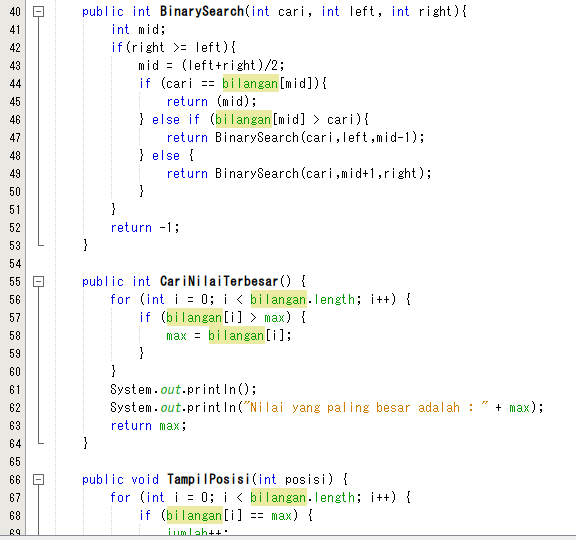 40 public int BinarySearch(int cari, int left, int right){
41 int mid;
42 if(right >= left){
43 mid = (left+right)/2;
44 if (cari == bilangan[mid]){
45 return (mid);
46 } else if (bilangan[mid] > cari){
47 return BinarySearch(cari,left,mid-1);
48 } else {
49 return BinarySearch(cari,mid+1,right);
50 }
51 }
52 return -1;
53 }
54
55 public int CariNilaiTerbesar() {
56 for (int i = 0; i < bilangan.length; i++) {
57 if (bilangan[i] > max) {
58 max = bilangan[i];
59 }
60 }
61 System.out.println();
62 System.out.println("Nilai yang paling besar adalah : " + max);
63 return max;
64 }
65
66 public void TampilPosisi(int posisi) {
67 for (int i = 0; i < bilangan.length; i++) {
68 if (bilangan[i] == max) {
69 jumlah++;